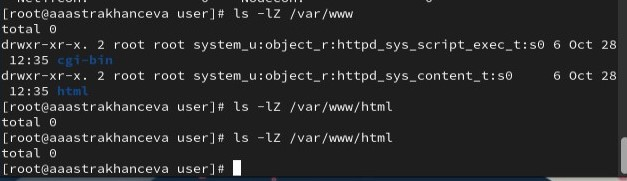 [root@aaastrakhanceva user]# ls -lZ /var/www
total 0
drwxr-xr-x. 2 root root system_u:object_r:httpd_sys_script_exec_t:s0 6 Oct 28
 12:35 cgi-bin
drwxr-xr-x. 2 root root system_u:object_r:httpd_sys_content_t:s0     6 Oct 28
 12:35 html
[root@aaastrakhanceva user]# ls -lZ /var/www/html
total 0
[root@aaastrakhanceva user]# ls -lZ /var/www/html
total 0
[root@aaastrakhanceva user]#